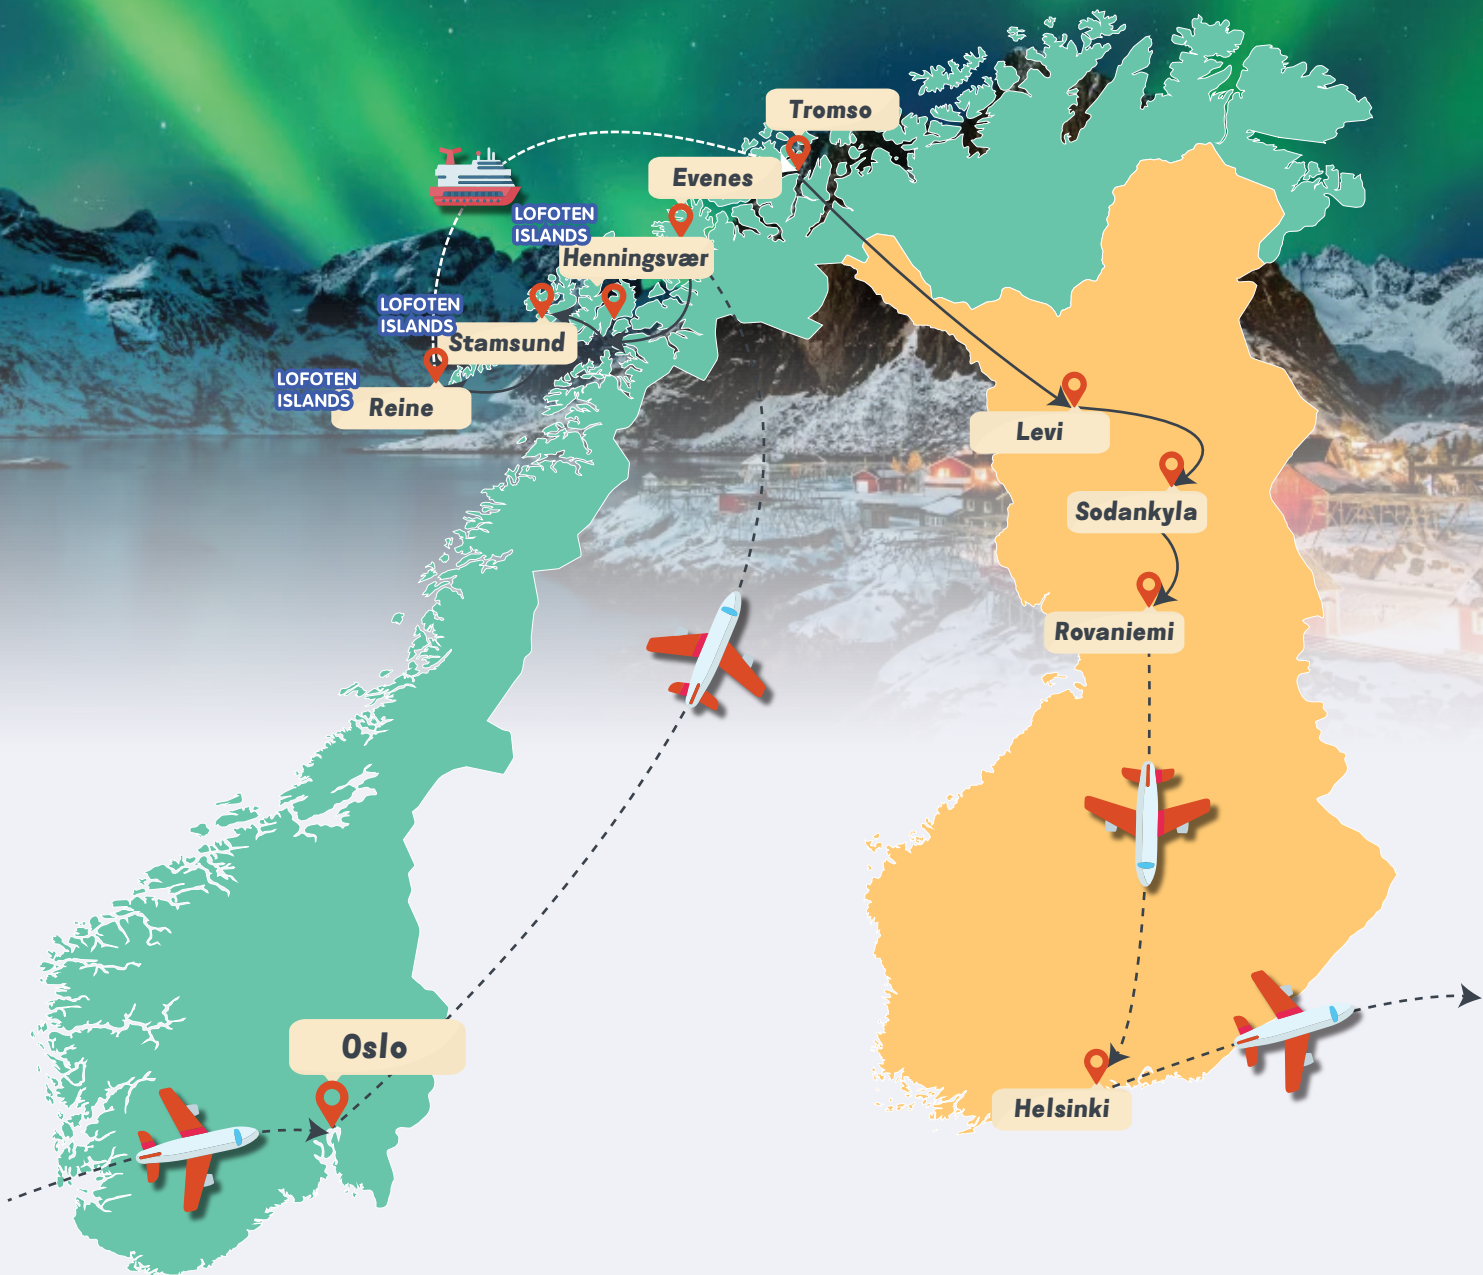 Tromso
Evenes
LOFOTEN
ISLANDS
Henningsvær
LOFOTEN
ISLANDS
Stamsund
LOFOTEN
ISLANDS
Reine
Levi
Sodankyla
Rovaniemi
Oslo
Helsinki